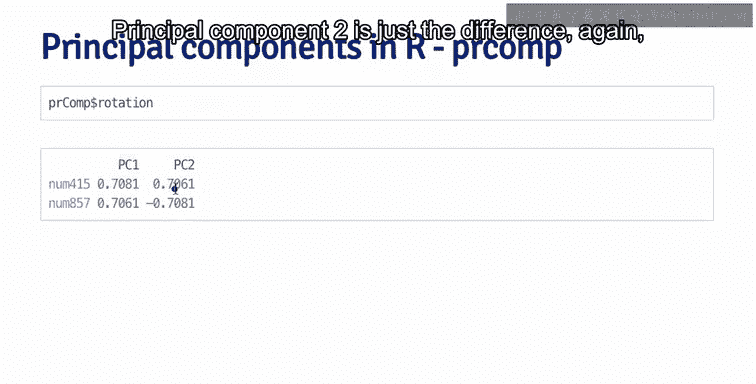 Principal component 2 is just the difference, again,
Principal components in R - prcomp
prComp$rotation
PC1 PC2
num415 0.7081 0.7061
num857 0.7061 -0.7081